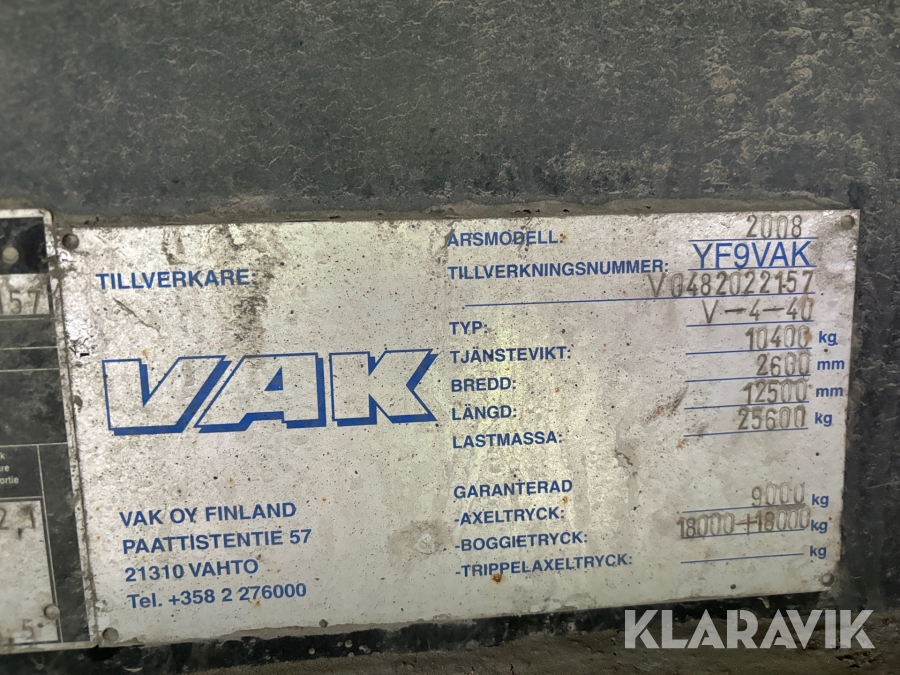 TILLVERKARE:
VAK
VAK OY FINLAND
PAATTISTENTIE 57
21310 VAHTO
Tel. +358 2 276000
ÅRSMODELL: 2008
TILLVERKNINGSNUMMER: YF9VAK
V0482022157
TYP: V-4-40
TJÄNSTEVIKT: 10400 kg
BREDD: 2600 mm
LÄNGD: 12500 mm
LASTMASSA: 25600 kg
GARANTERAD
-AXELTRYCK: 9000 kg
-BOGGIETRYCK: 18000+18000 kg
-TRIPPELAXELTRYCK: kg
157
KLARAVIK